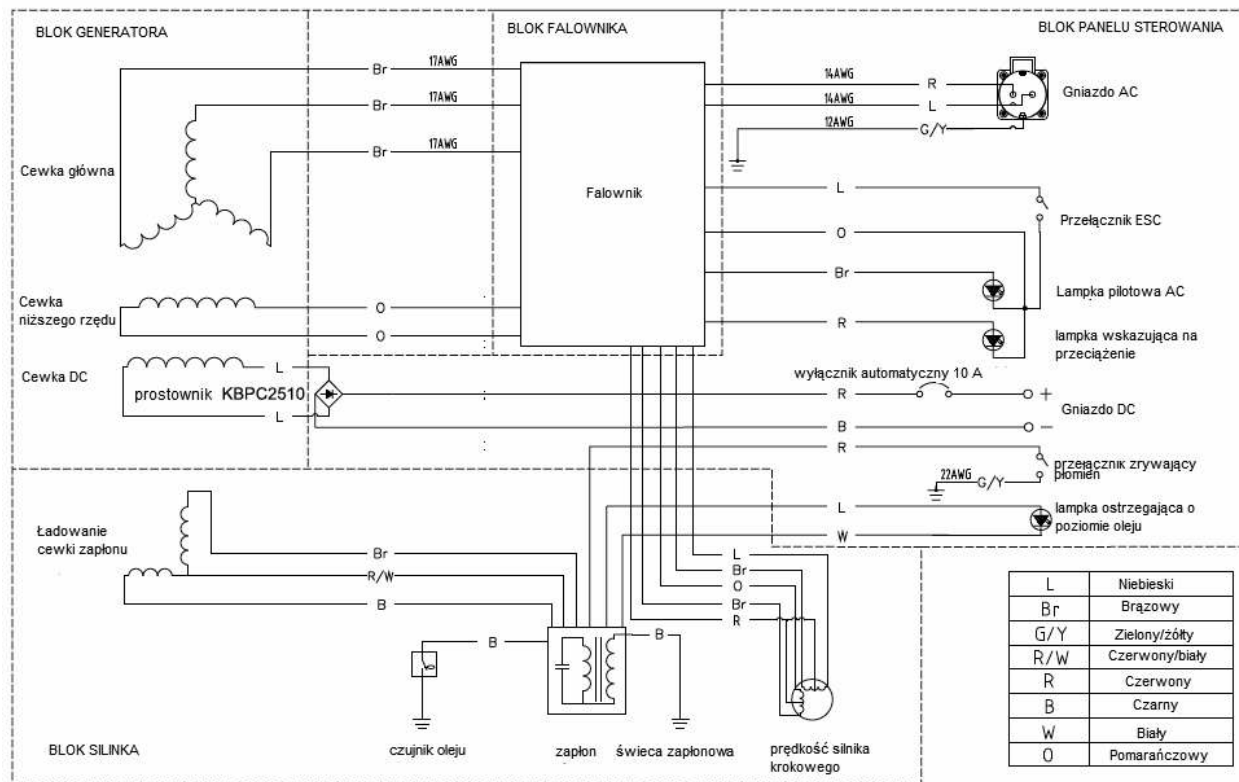 BLOK GENERATORA
BLOK FALOWNIKA
BLOK PANELU STEROWANIA
Br 17AWG
Br 17AWG
Br 17AWG
Cewka główna
Falownik
14AWG R
14AWG L
12AWG G/Y
Gniazdo AC
L
Przełącznik ESC
O
Br
Lampka pilotowa AC
Cewka
niższego rzędu
O
O
R
lampka wskazująca na
przeciążenie
Cewka DC
L
prostownik KBPC2510
L
wyłącznik automatyczny 10 A
R
+
Gniazdo DC
B
−
R
przełącznik zrywający
płomień
22AWG G/Y
L
lampka ostrzegająca o
poziomie oleju
W
Ładowanie
cewki zapłonu
Br
R/W
B
L
Br
O
Br
R
B
B
czujnik oleju
zapłon
świeca zapłonowa
prędkość silnika
krokowego
BLOK SILINKA
L Niebieski
Br Brązowy
G/Y Zielony/żółty
R/W Czerwony/biały
R Czerwony
B Czarny
W Biały
O Pomarańczowy